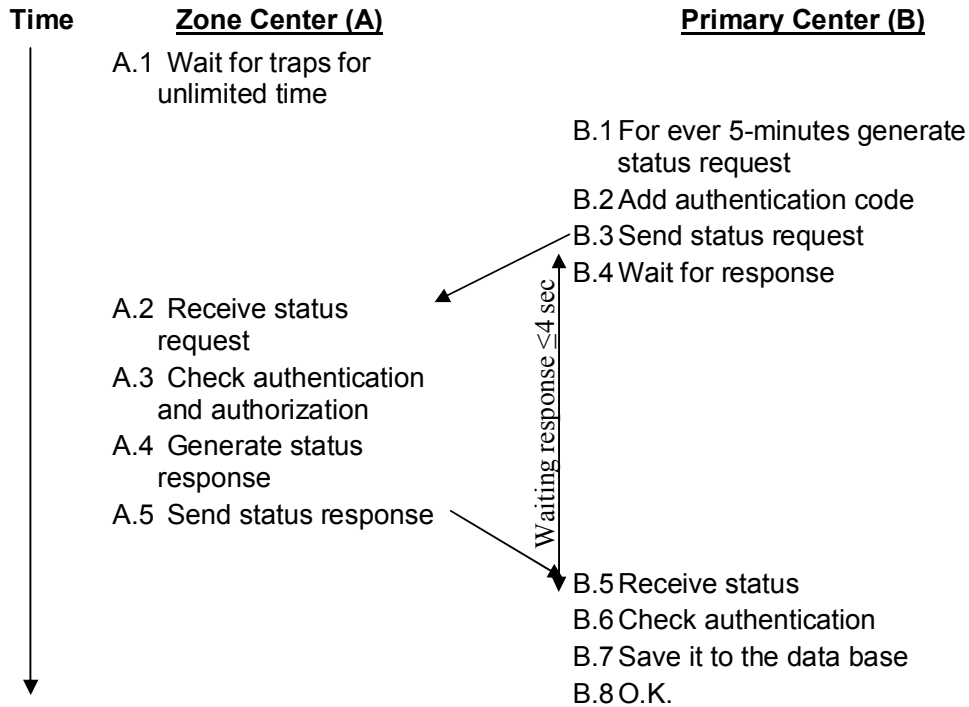 Time Zone Center (A) Primary Center (B)
A.1 Wait for traps for
unlimited time
B.1 For ever 5-minutes generate
status request
B.2 Add authentication code
B.3 Send status request
B.4 Wait for response
Waiting response ≤4 sec
A.2 Receive status
request
A.3 Check authentication
and authorization
A.4 Generate status
response
A.5 Send status response
B.5 Receive status
B.6 Check authentication
B.7 Save it to the data base
B.8 O.K.